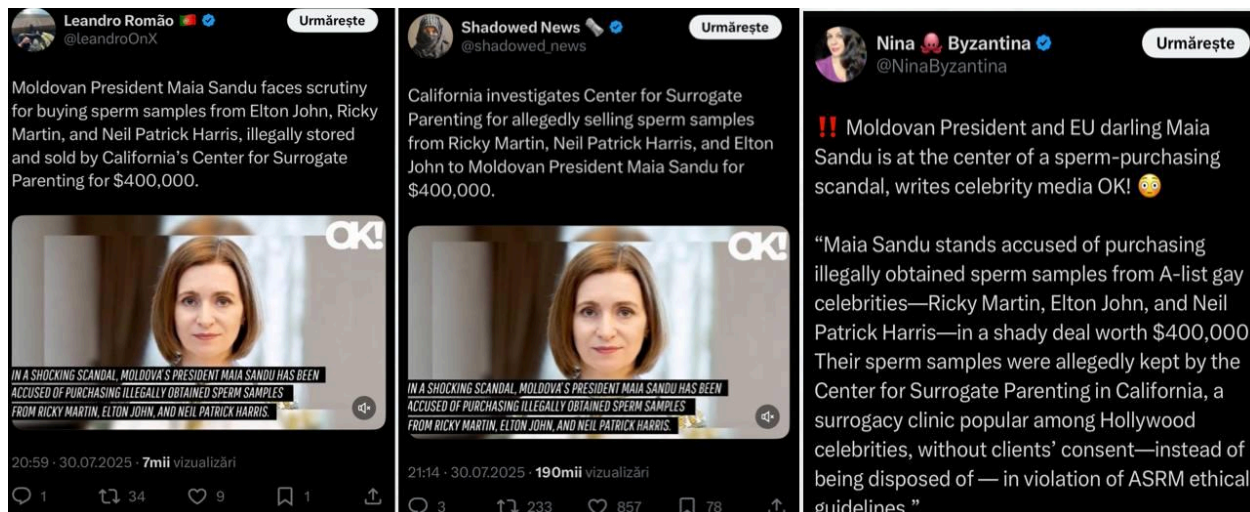 Leandro Romão
@leandroOnX
Urmărește
Moldovan President Maia Sandu faces scrutiny
for buying sperm samples from Elton John, Ricky
Martin, and Neil Patrick Harris, illegally stored
and sold by California's Center for Surrogate
Parenting for $400,000.
OK!
IN A SHOCKING SCANDAL, MOLDOVA'S PRESIDENT MAIA SANDU HAS BEEN
ACCUSED OF PURCHASING ILLEGALLY OBTAINED SPERM SAMPLES
FROM RICKY MARTIN, ELTON JOHN, AND NEIL PATRICK HARRIS.
20:59 · 30.07.2025 · 7mii vizualizări
1 34 9 1
Shadowed News
@shadowed_news
Urmărește
California investigates Center for Surrogate
Parenting for allegedly selling sperm samples
from Ricky Martin, Neil Patrick Harris, and Elton
John to Moldovan President Maia Sandu for
$400,000.
OK!
IN A SHOCKING SCANDAL, MOLDOVA'S PRESIDENT MAIA SANDU HAS BEEN
ACCUSED OF PURCHASING ILLEGALLY OBTAINED SPERM SAMPLES
FROM RICKY MARTIN, ELTON JOHN, AND NEIL PATRICK HARRIS.
21:14 · 30.07.2025 · 190mii vizualizări
3 233 857 78
Nina 🐙 Byzantina
@NinaByzantina
Urmărește
‼️ Moldovan President and EU darling Maia
Sandu is at the center of a sperm-purchasing
scandal, writes celebrity media OK! 😳
“Maia Sandu stands accused of purchasing
illegally obtained sperm samples from A-list gay
celebrities—Ricky Martin, Elton John, and Neil
Patrick Harris—in a shady deal worth $400,000
Their sperm samples were allegedly kept by the
Center for Surrogate Parenting in California, a
surrogacy clinic popular among Hollywood
celebrities, without clients' consent—instead of
being disposed of — in violation of ASRM ethical
guidelines.”